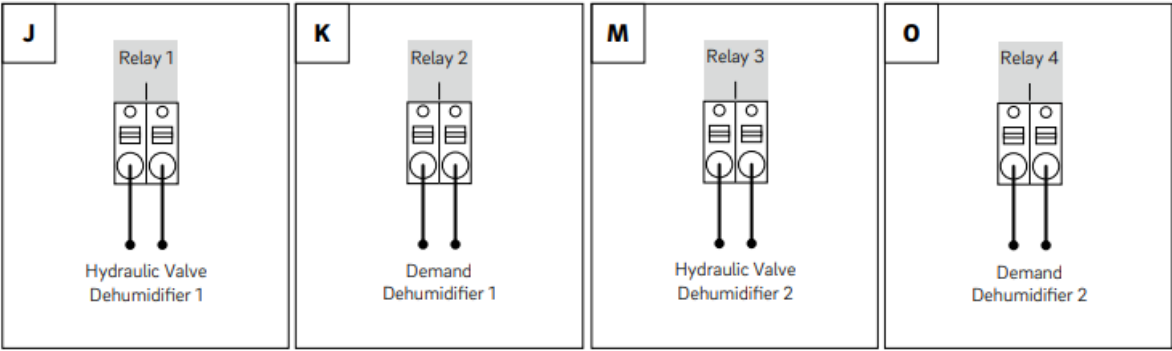 J
Relay 1
Hydraulic Valve
Dehumidifier 1
K
Relay 2
Demand
Dehumidifier 1
M
Relay 3
Hydraulic Valve
Dehumidifier 2
O
Relay 4
Demand
Dehumidifier 2